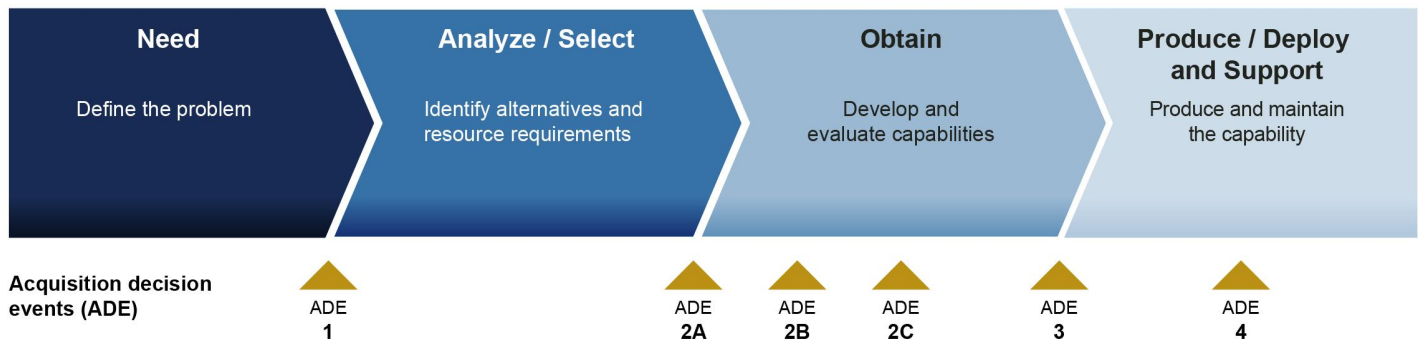 Need
Define the problem
Analyze / Select
Identify alternatives and
resource requirements
Obtain
Develop and
evaluate capabilities
Produce / Deploy
and Support
Produce and maintain
the capability
Acquisition decision
events (ADE)
ADE
1
ADE
2A
ADE
2B
ADE
2C
ADE
3
ADE
4